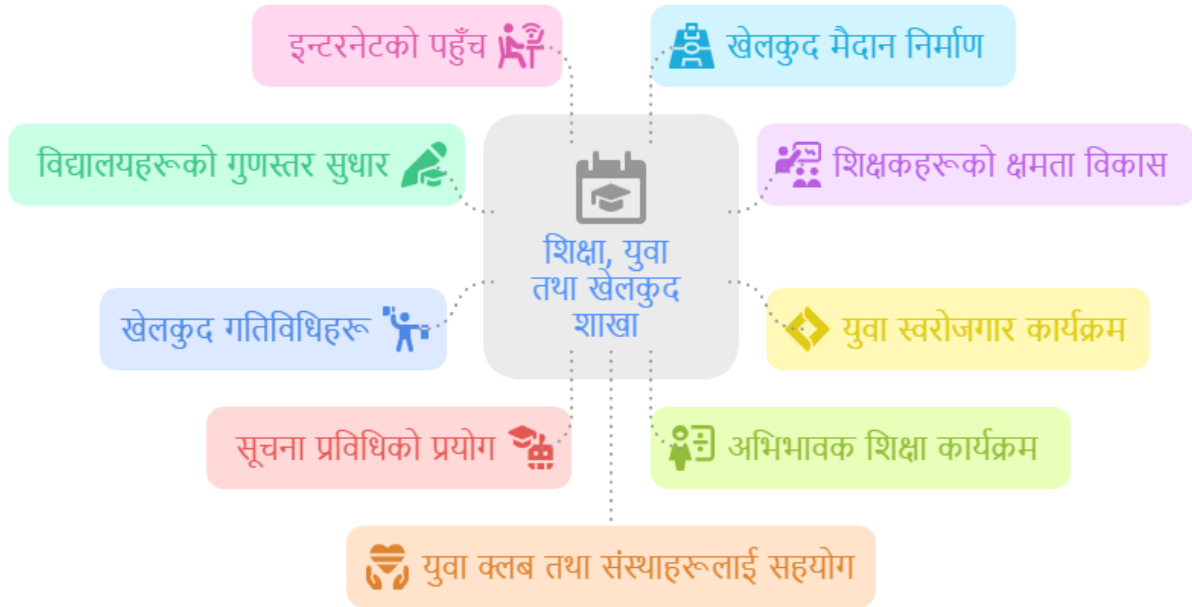 इन्टरनेटको पहुँच
खेलकुद मैदान निर्माण
विद्यालयहरूको गुणस्तर सुधार
शिक्षकहरूको क्षमता विकास
शिक्षा, युवा
तथा खेलकुद
शाखा
खेलकुद गतिविधिहरू
युवा स्वरोजगार कार्यक्रम
सूचना प्रविधिको प्रयोग
अभिभावक शिक्षा कार्यक्रम
युवा क्लब तथा संस्थाहरूलाई सहयोग